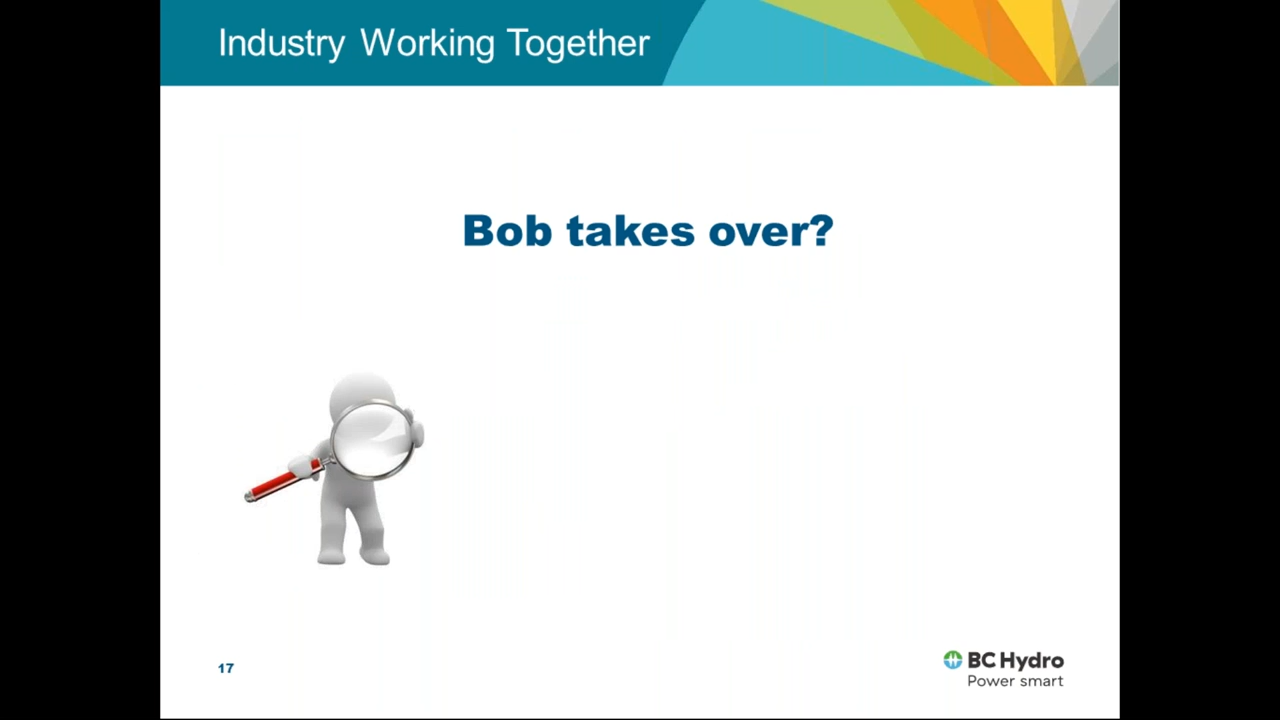 Industry Working Together
Bob takes over?
17
BC Hydro
Power smart